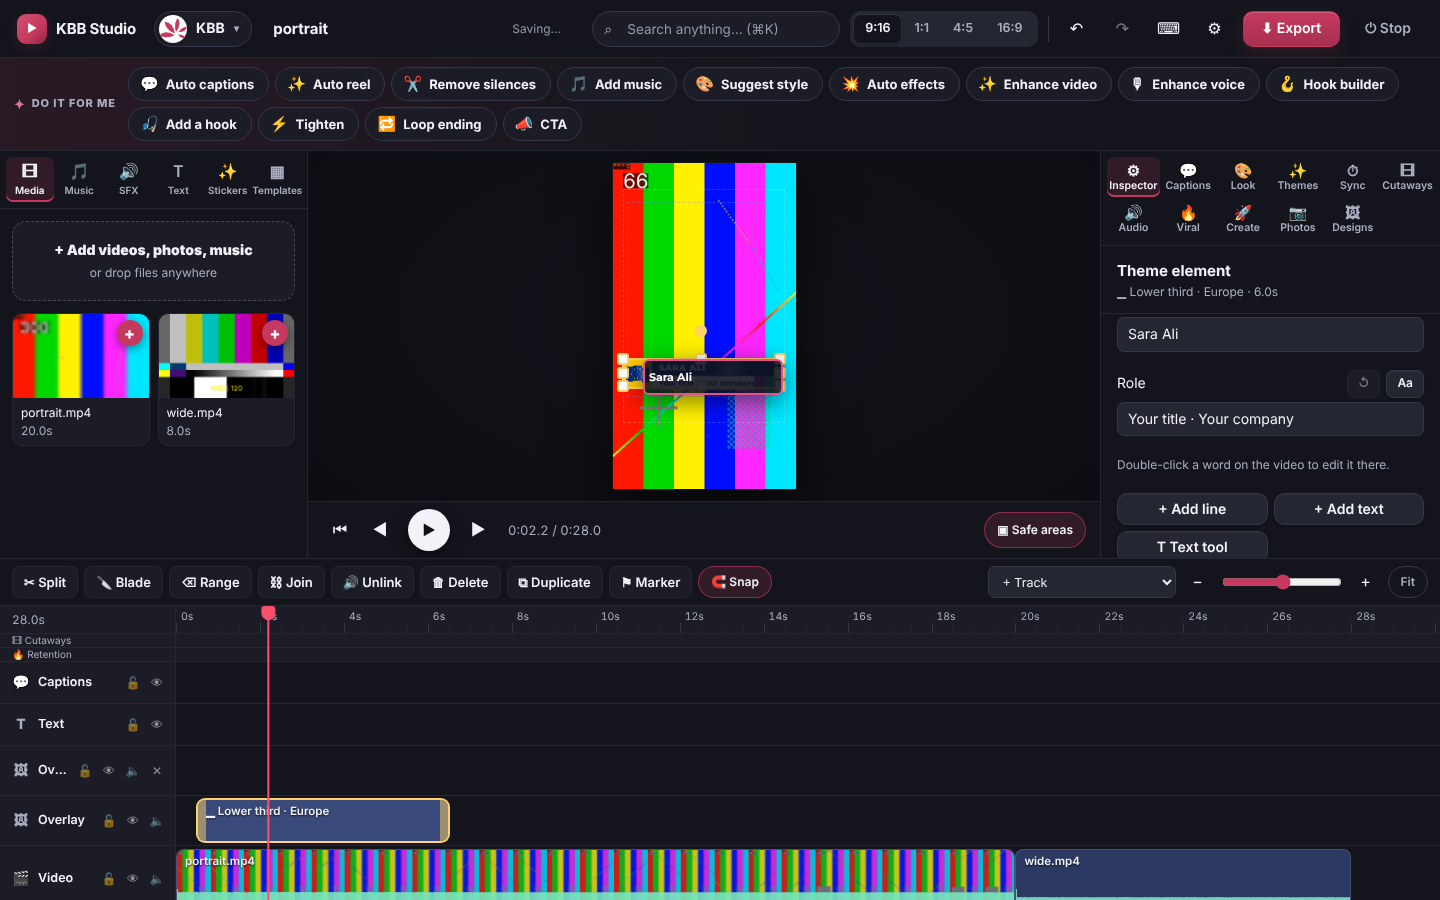 KBB Studio
KBB
portrait
Saving...
Search anything... (⌘K)
9:16
1:1
4:5
16:9
Export
Stop
DO IT FOR ME
Auto captions
Auto reel
Remove silences
Add music
Suggest style
Auto effects
Enhance video
Enhance voice
Hook builder
Add a hook
Tighten
Loop ending
CTA
Media
Music
SFX
Text
Stickers
Templates
+ Add videos, photos, music
or drop files anywhere
WIDE 120
portrait.mp4
20.0s
wide.mp4
8.0s
66
SARA ALI
Sara Ali
your company
0:02.2 / 0:28.0
Safe areas
Inspector
Captions
Look
Themes
Sync
Cutaways
Audio
Viral
Create
Photos
Designs
Theme element
Lower third · Europe · 6.0s
Sara Ali
Role
Aa
Your title · Your company
Double-click a word on the video to edit it there.
+ Add line
+ Add text
T Text tool
Split
Blade
Range
Join
Unlink
Delete
Duplicate
Marker
Snap
+ Track
−
+
Fit
28.0s
0s
4s
6s
8s
10s
12s
14s
16s
18s
20s
22s
24s
26s
28s
Cutaways
Retention
Captions
T Text
Ov...
Overlay
Lower third · Europe
Video
portrait.mp4
wide.mp4